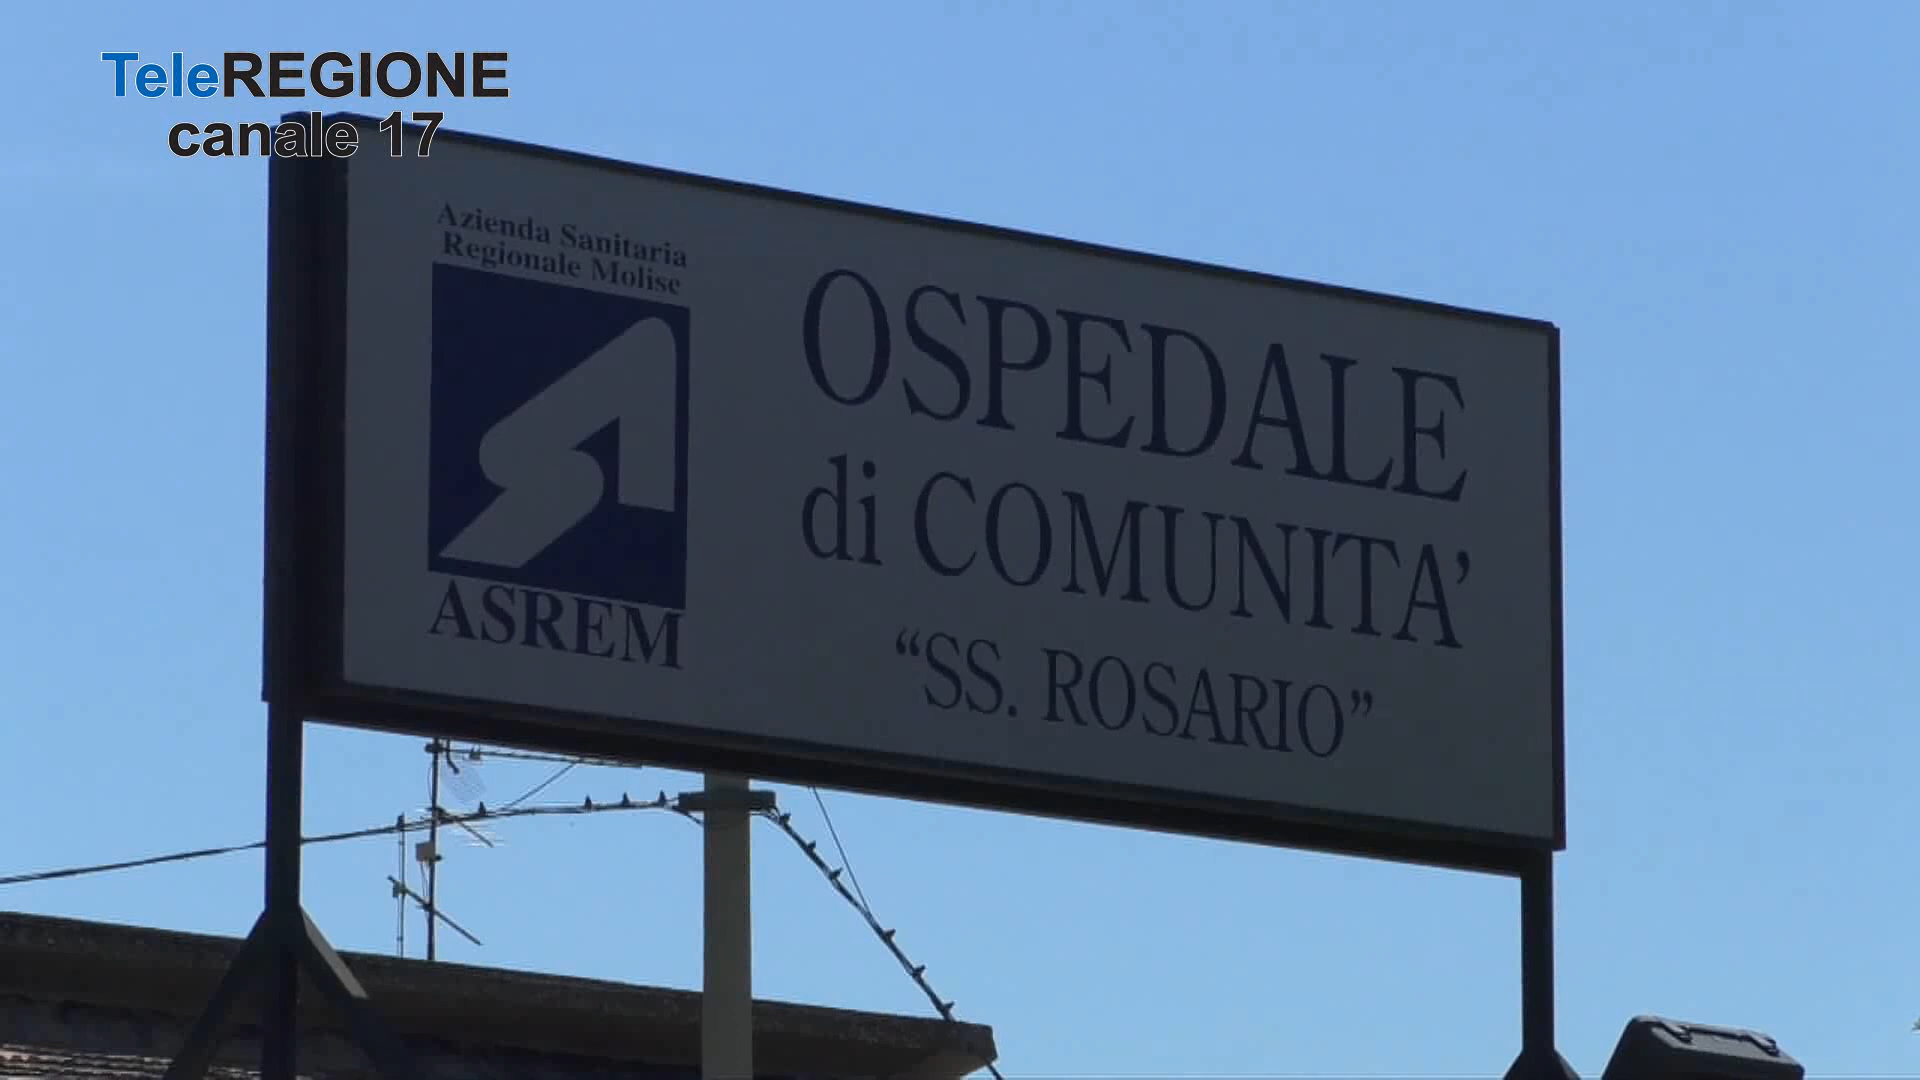 TeleREGIONE
canale 17
Azienda Sanitaria
Regionale Molise
ASREM
OSPEDALE
di COMUNITA'
“SS. ROSARIO”